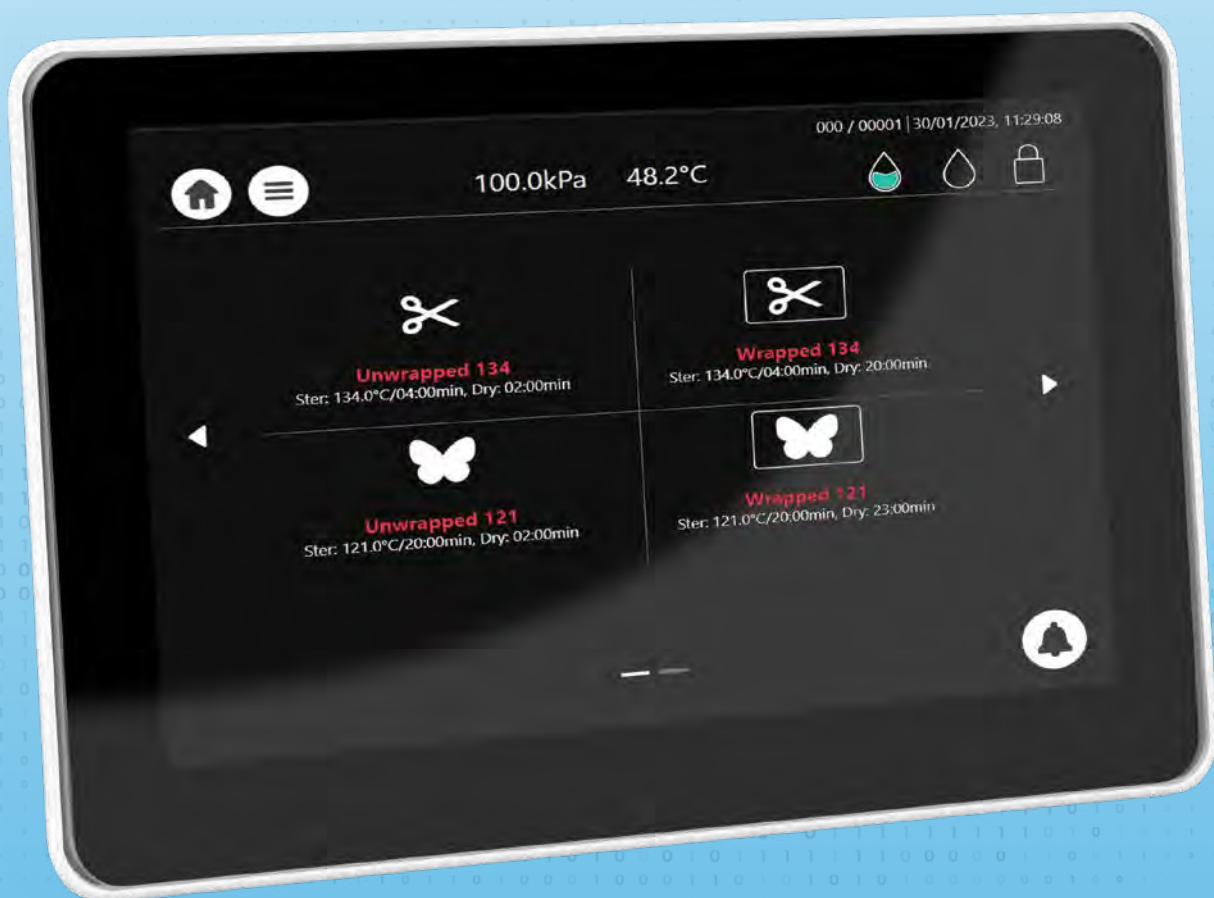 000 / 00001 | 30/01/2023, 11:29:08
100.0kPa 48.2°C
Unwrapped 134
Ster: 134.0°C/04:00min, Dry: 02:00min
Wrapped 134
Ster: 134.0°C/04:00min, Dry: 20:00min
Unwrapped 121
Ster: 121.0°C/20:00min, Dry: 02:00min
Wrapped 121
Ster: 121.0°C/20:00min, Dry: 23:00min